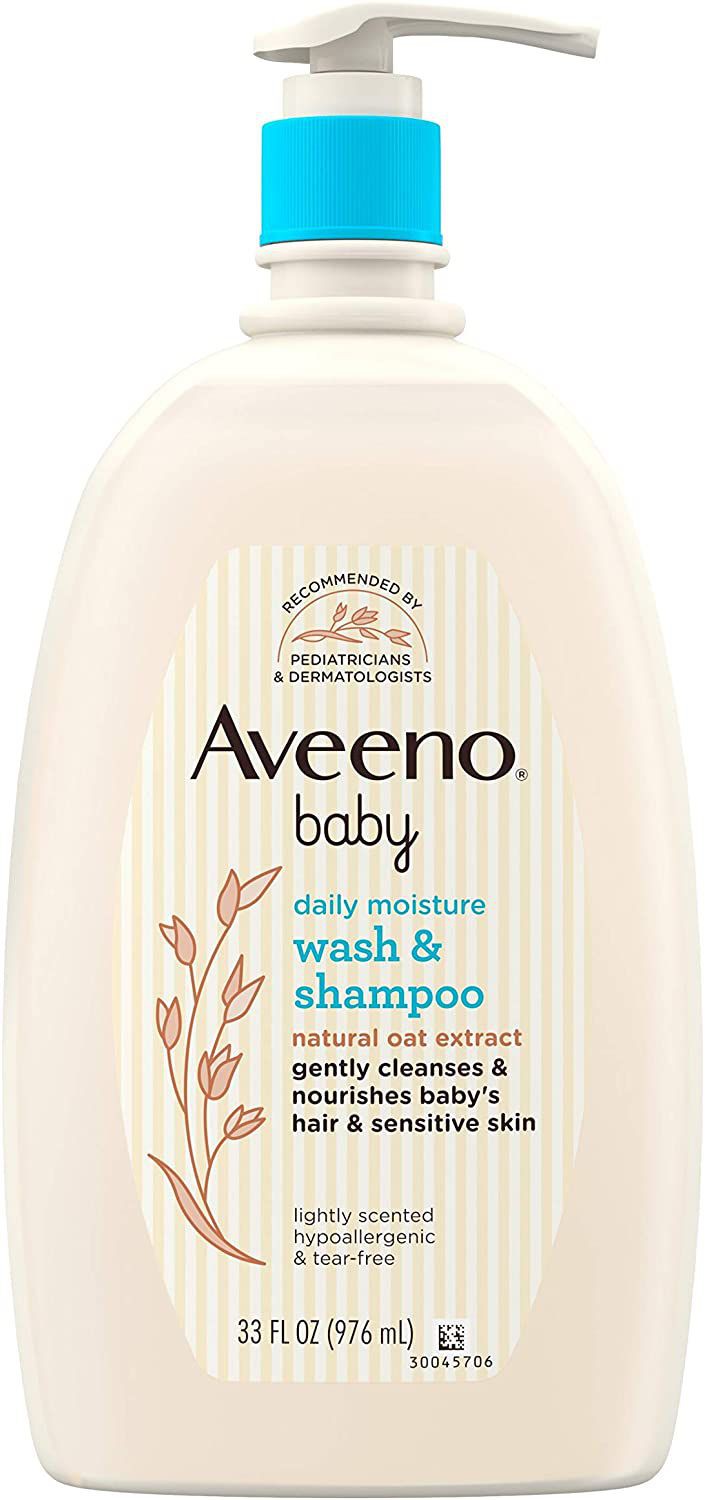 RECOMMENDED BY
PEDIATRICIANS
& DERMATOLOGISTS
Aveeno®
baby
daily moisture
wash &
shampoo
natural oat extract
gently cleanses &
nourishes baby's
hair & sensitive skin
lightly scented
hypoallergenic
& tear-free
33 FL OZ (976 mL)
30045706